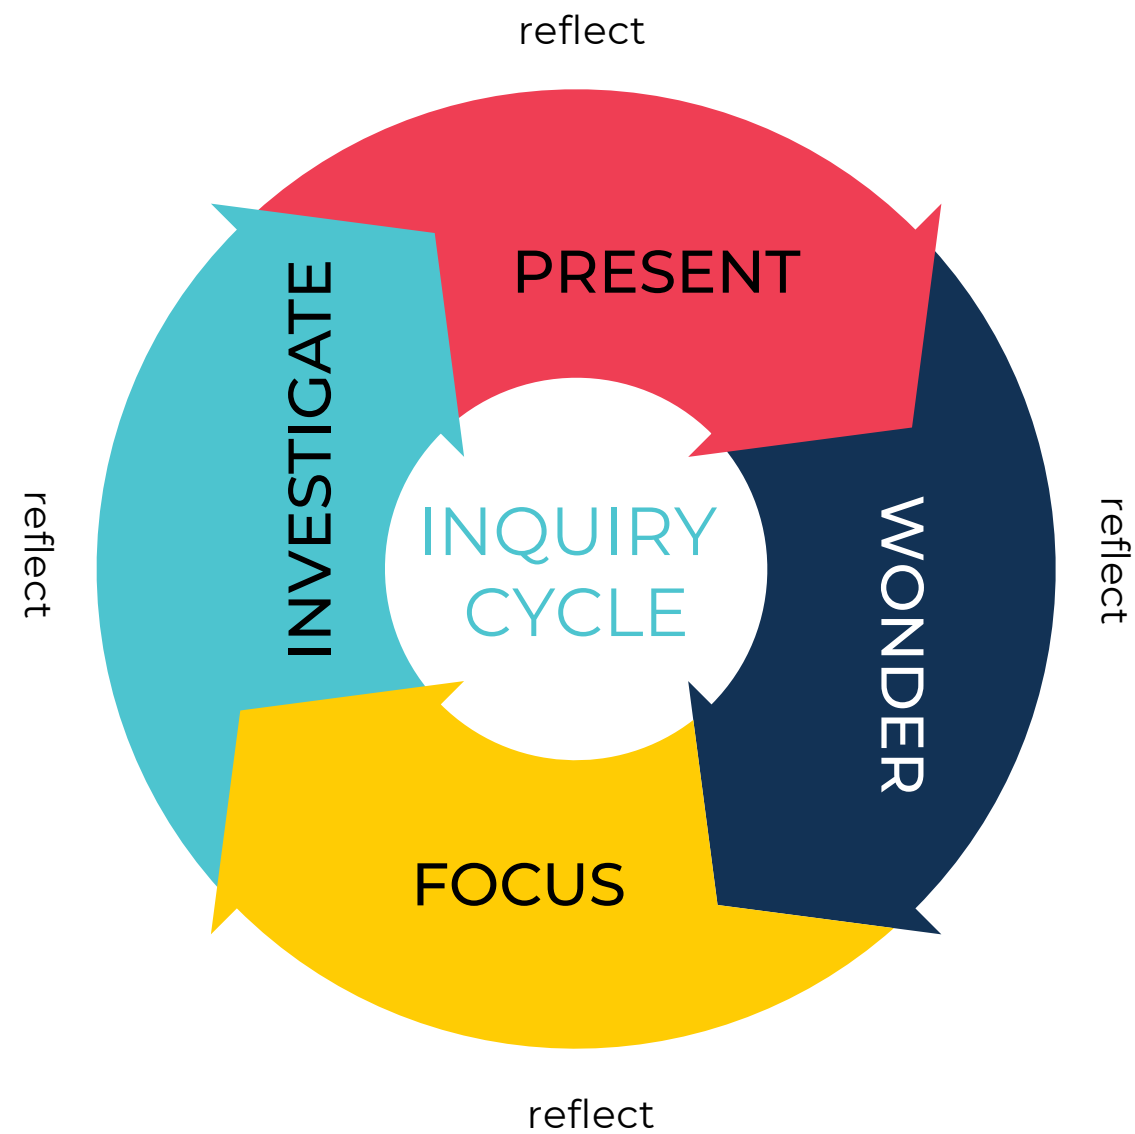 reflect
PRESENT
INVESTIGATE
INQUIRY
CYCLE
WONDER
reflect
reflect
FOCUS
reflect